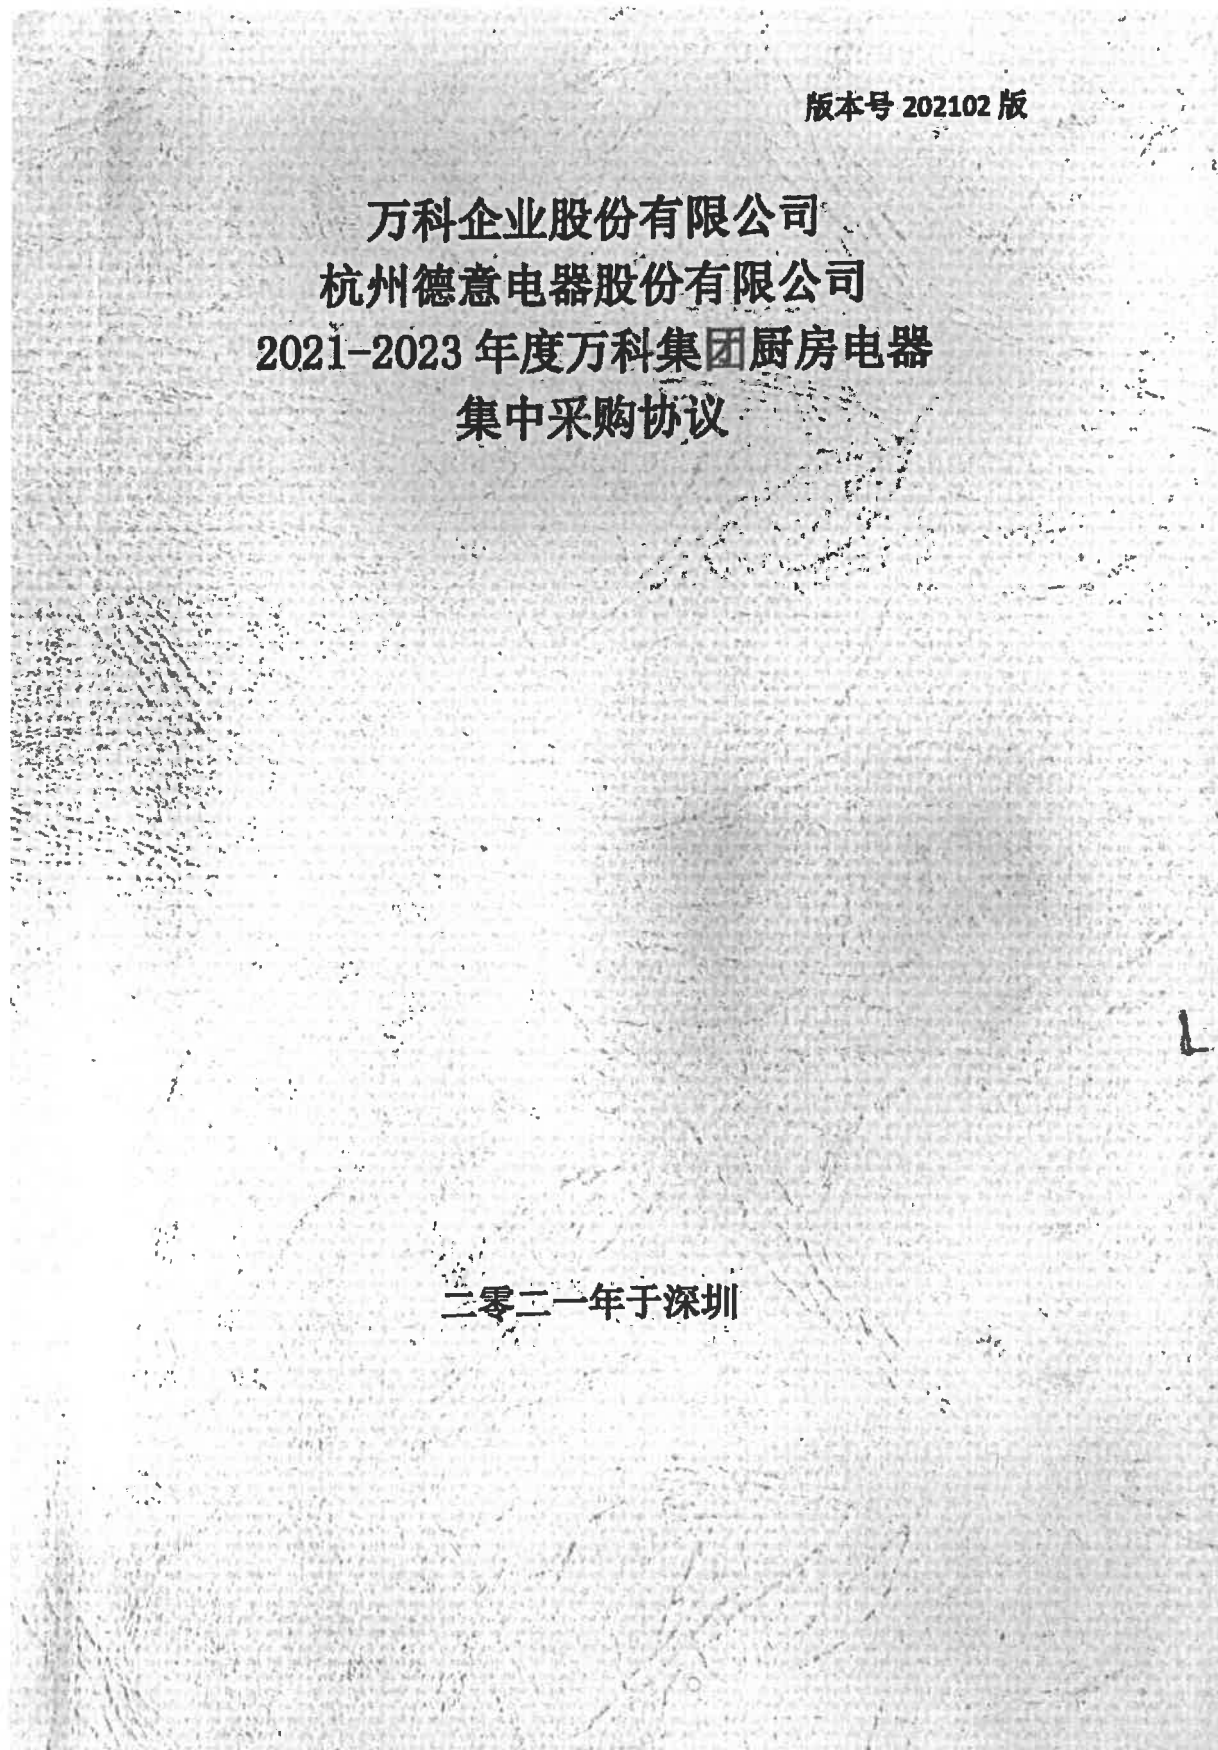 版本号 202102 版
万科企业股份有限公司
杭州德意电器股份有限公司
2021-2023 年度万科集团厨房电器
集中采购协议
二零二一年于深圳